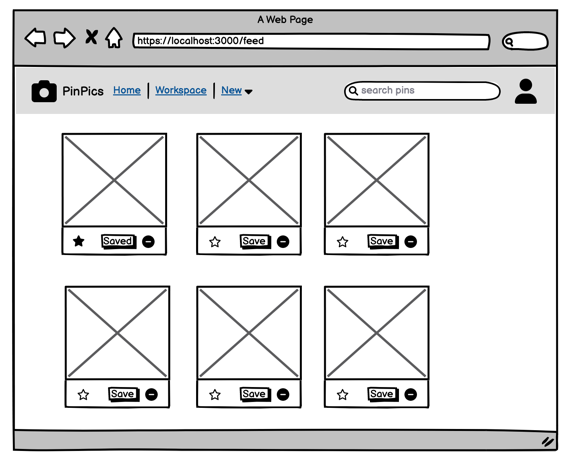 A Web Page
https://localhost:3000/feed
PinPics Home Workspace New search pins
Saved Save Save
Save Save Save